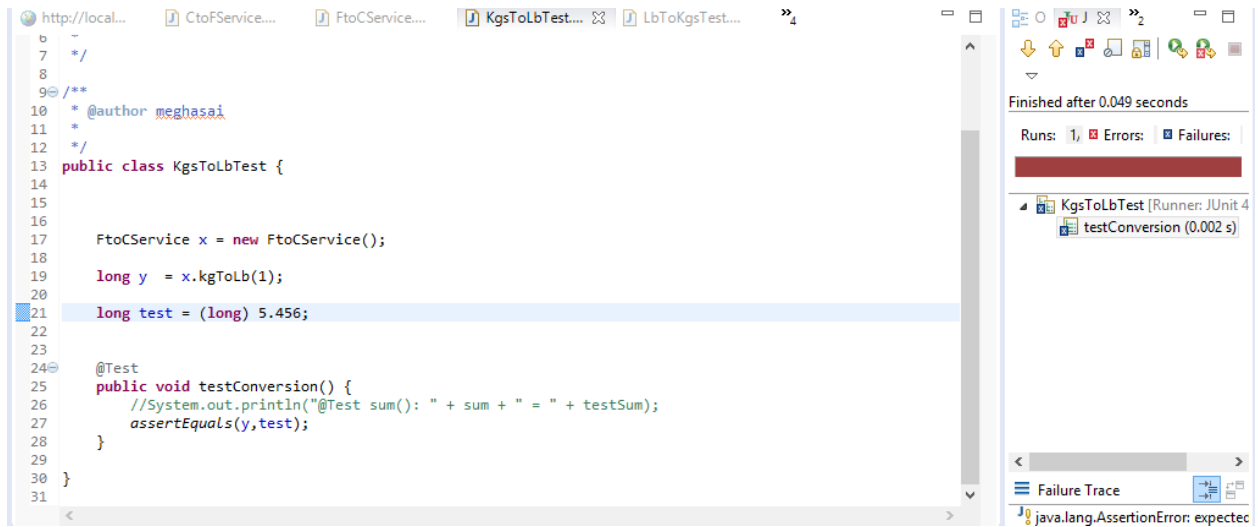 http://local... CtoFService.... FtoCService.... KgsToLbTest.... LbToKgsTest.... »4
6 *
7 */
8
9 /**
10 * @author meghasai
11 *
12 */
13 public class KgsToLbTest {
14
15
16
17 FtoCService x = new FtoCService();
18
19 long y = x.kgToLb(1);
20
21 long test = (long) 5.456;
22
23
24 @Test
25 public void testConversion() {
26 //System.out.println("@Test sum(): " + sum + " = " + testSum);
27 assertEquals(y,test);
28 }
29
30 }
31
O J »2
Finished after 0.049 seconds
Runs: 1/ Errors: Failures:
KgsToLbTest [Runner: JUnit 4
testConversion (0.002 s)
Failure Trace
java.lang.AssertionError: expected